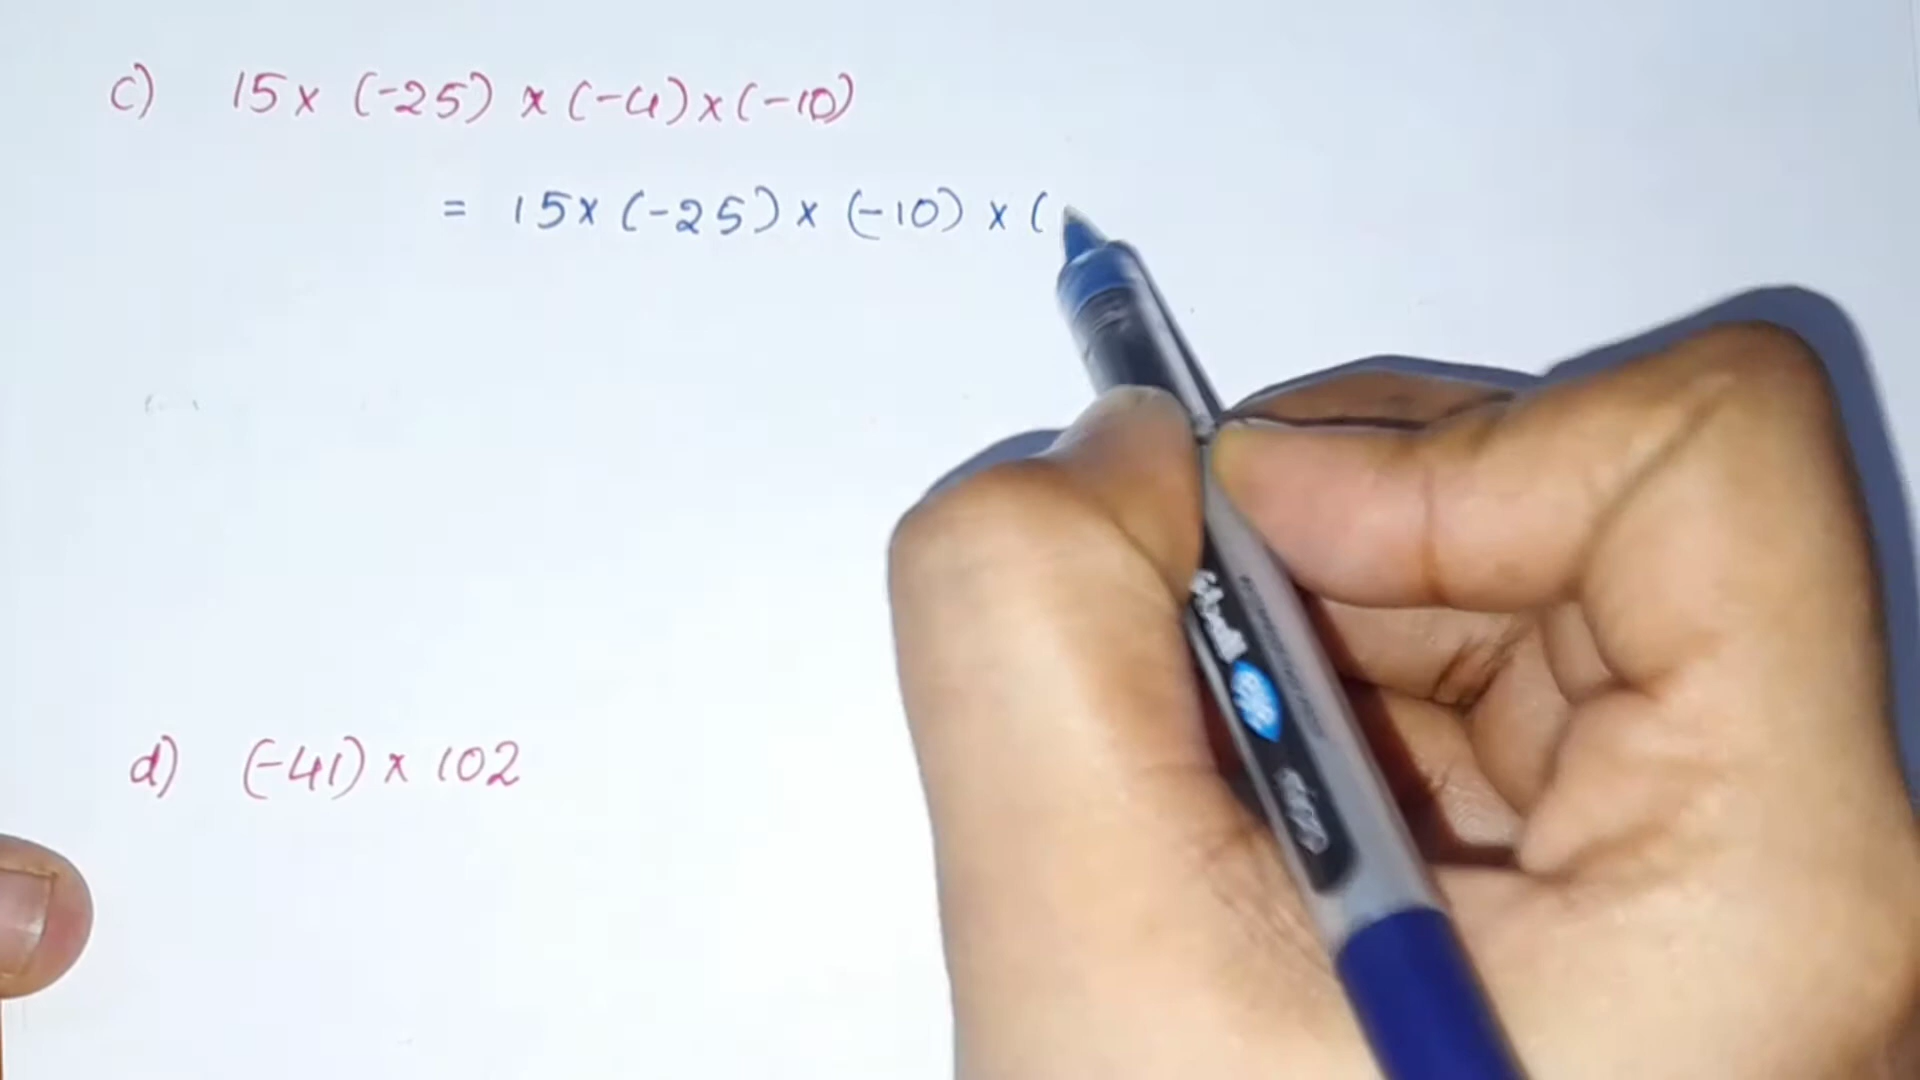 c) 15 x (-25) x (-4) x (-10)
= 15 x (-25) x (-10) x (
d) (-41) x 102